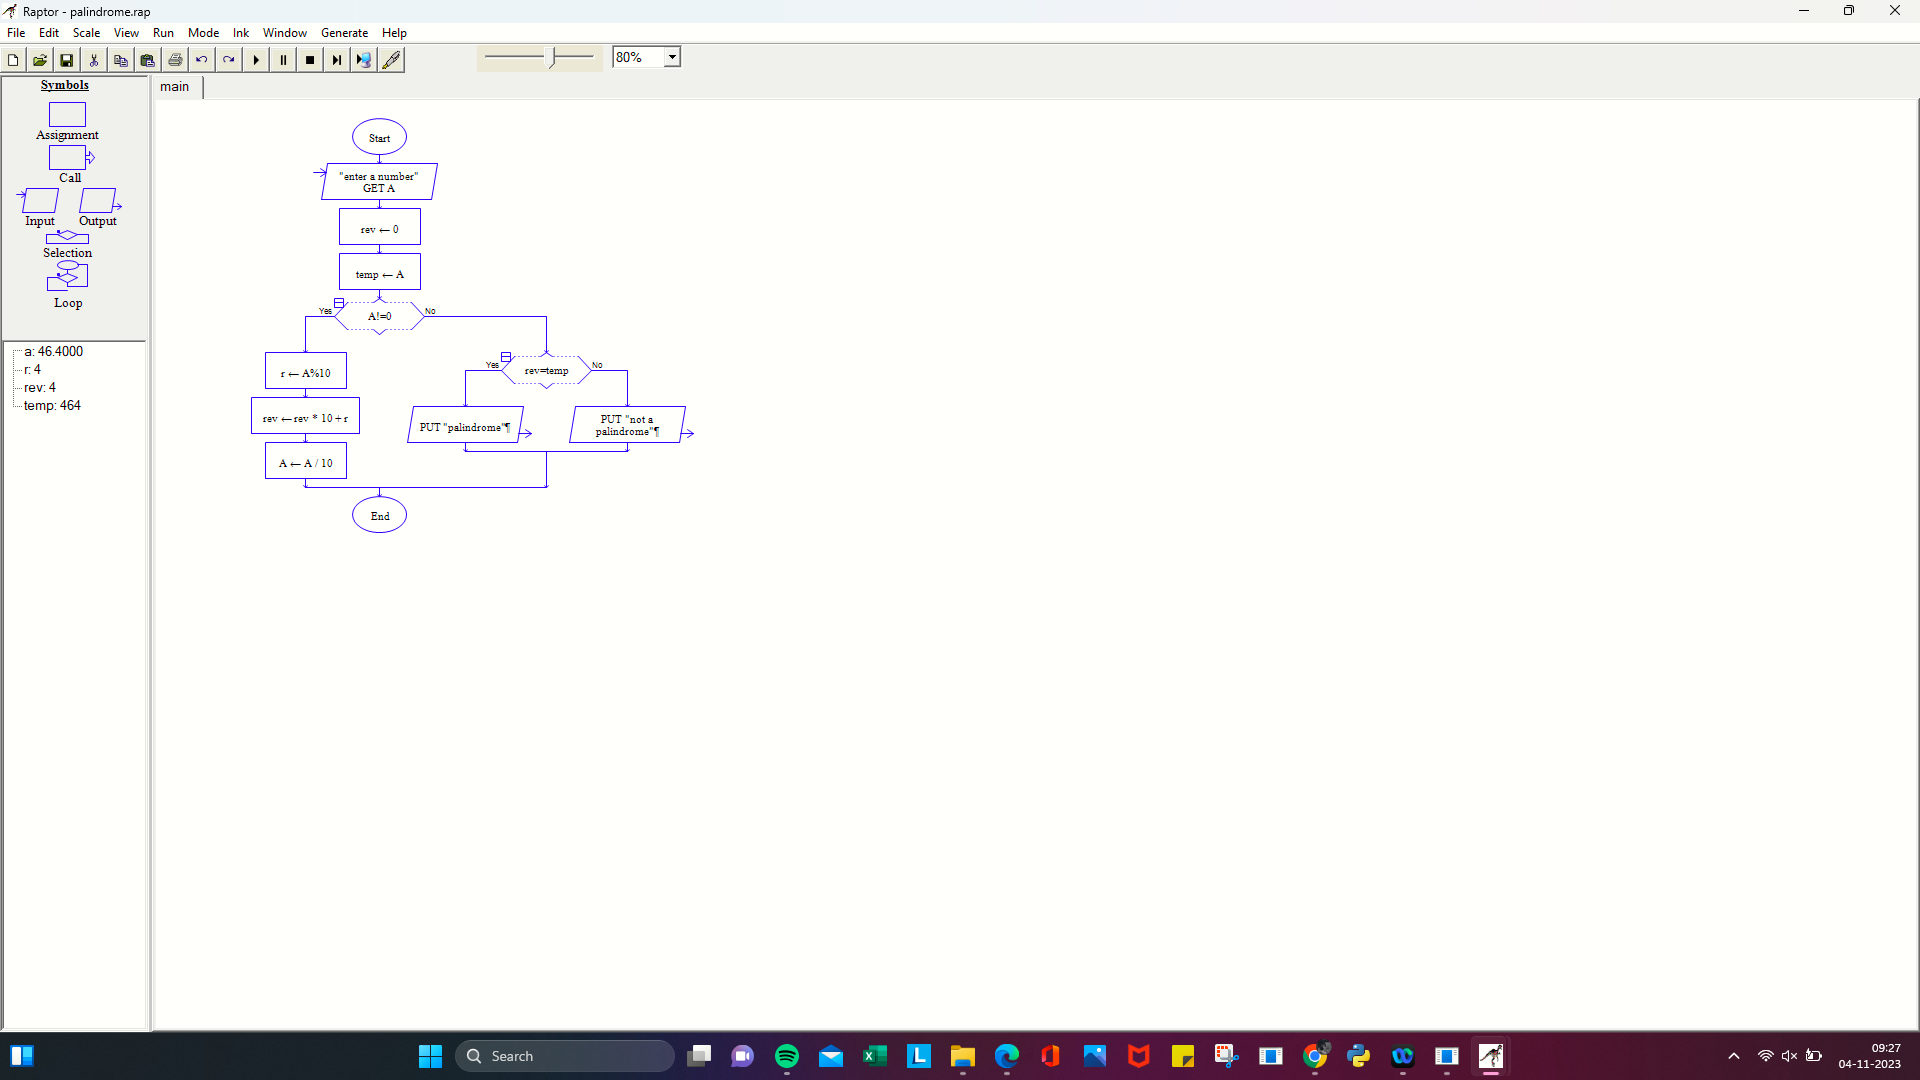 Raptor - palindrome.rap
File Edit Scale View Run Mode Ink Window Generate Help
80%
Symbols
Assignment
Call
Input Output
Selection
Loop
a: 46.4000
r: 4
rev: 4
temp: 464
main
Start
"enter a number"
GET A
rev ← 0
temp ← A
Yes A!=0 No
r ← A%10
rev ← rev * 10 + r
A ← A / 10
Yes rev=temp No
PUT "palindrome"¶
PUT "not a
palindrome"¶
End
Search
09:27
04-11-2023